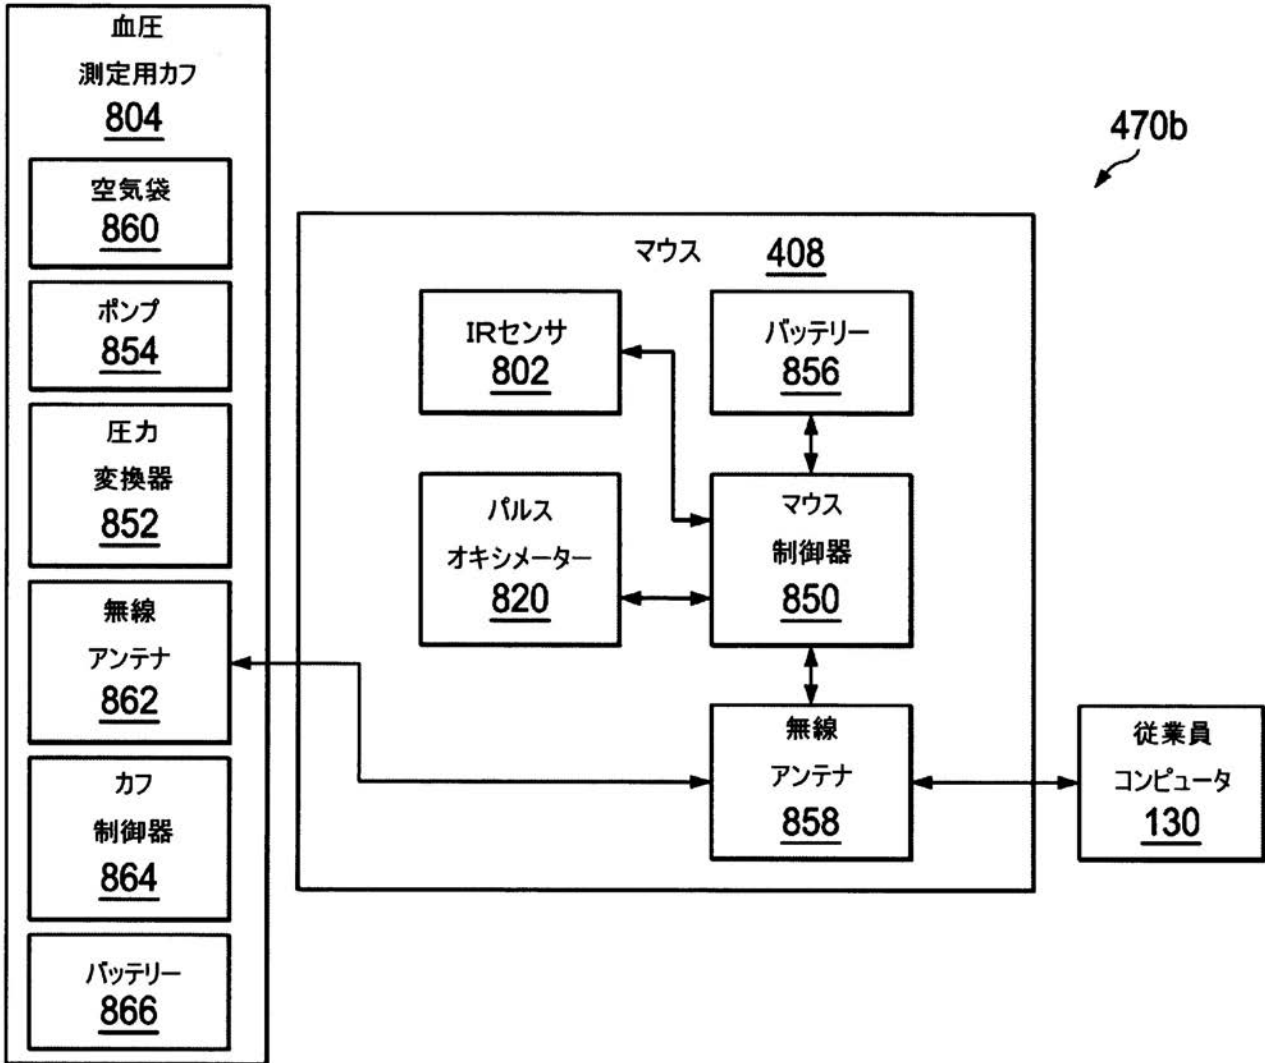 血圧
測定用カフ
804
空気袋
860
ポンプ
854
圧力
変換器
852
無線
アンテナ
862
カフ
制御器
864
バッテリー
866
470b
マウス 408
IRセンサ
802
バッテリー
856
パルス
オキシメーター
820
マウス
制御器
850
無線
アンテナ
858
従業員
コンピュータ
130